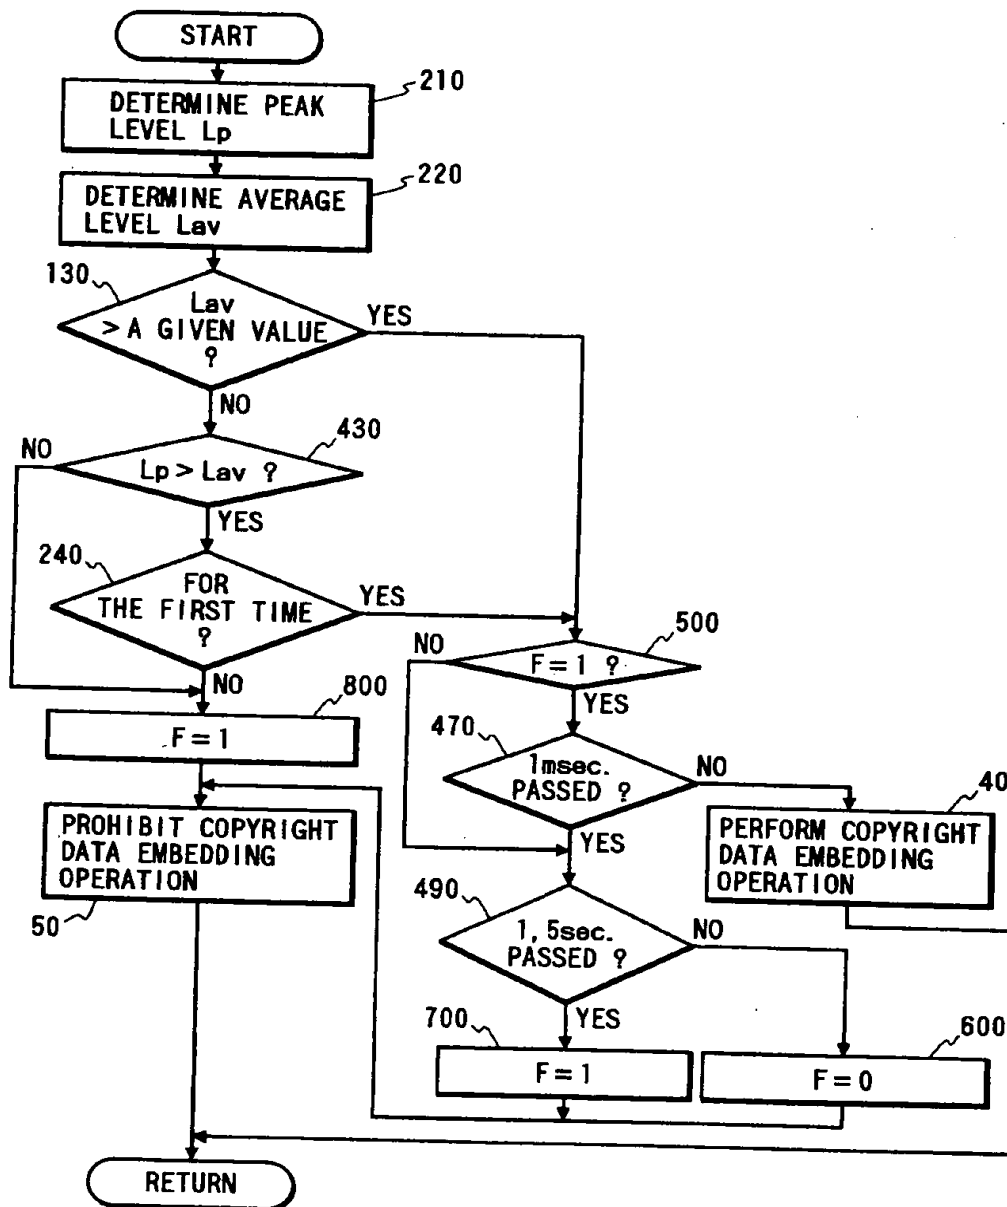 START
210
DETERMINE PEAK
LEVEL Lp
220
DETERMINE AVERAGE
LEVEL Lav
130
Lav
> A GIVEN VALUE
?
YES
NO
430
NO
Lp > Lav ?
YES
240
FOR
THE FIRST TIME
?
YES
NO
500
NO
F = 1 ?
YES
800
F = 1
470
1msec.
PASSED ?
NO
YES
40
PROHIBIT COPYRIGHT
DATA EMBEDDING
OPERATION
50
PERFORM COPYRIGHT
DATA EMBEDDING
OPERATION
490
1, 5sec.
PASSED ?
NO
YES
700
F = 1
600
F = 0
RETURN